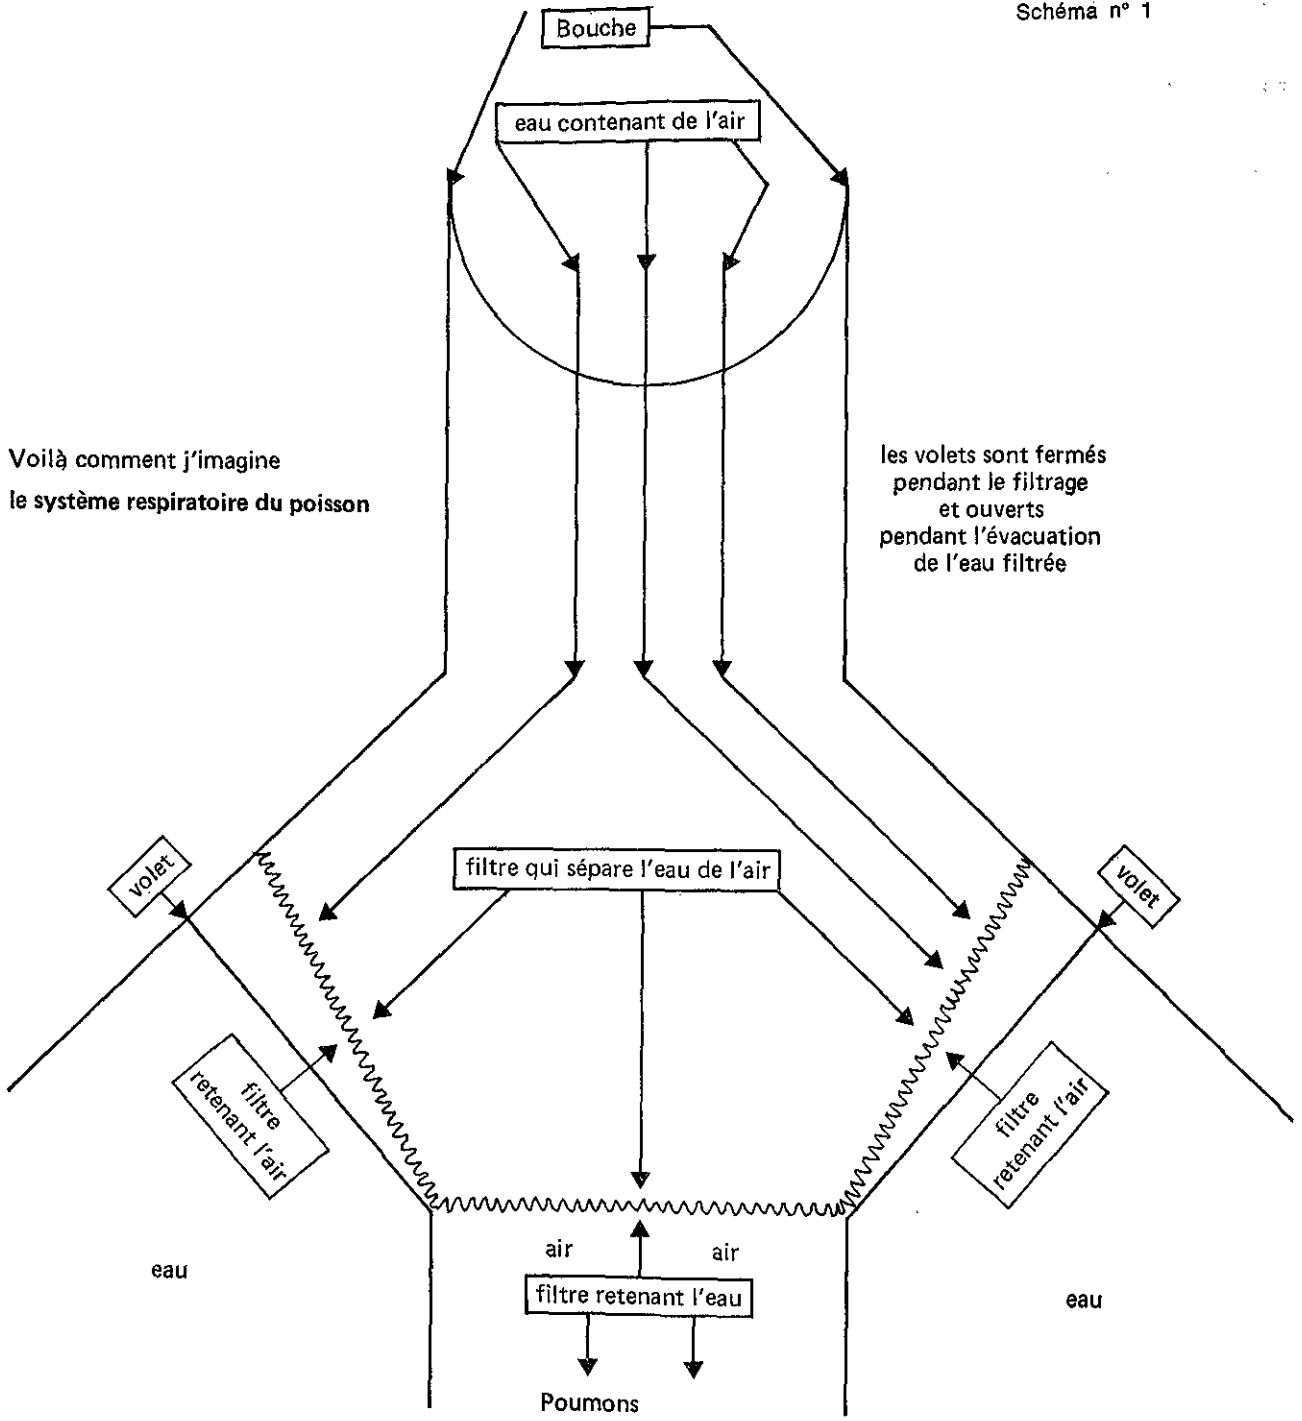 Schéma n° 1
Bouche
eau contenant de l'air
Voilà comment j'imagine
le système respiratoire du poisson
les volets sont fermés
pendant le filtrage
et ouverts
pendant l'évacuation
de l'eau filtrée
volet
filtre qui sépare l'eau de l'air
volet
filtre
retenant l'air
filtre
retenant l'air
air
air
eau
filtre retenant l'eau
eau
Poumons